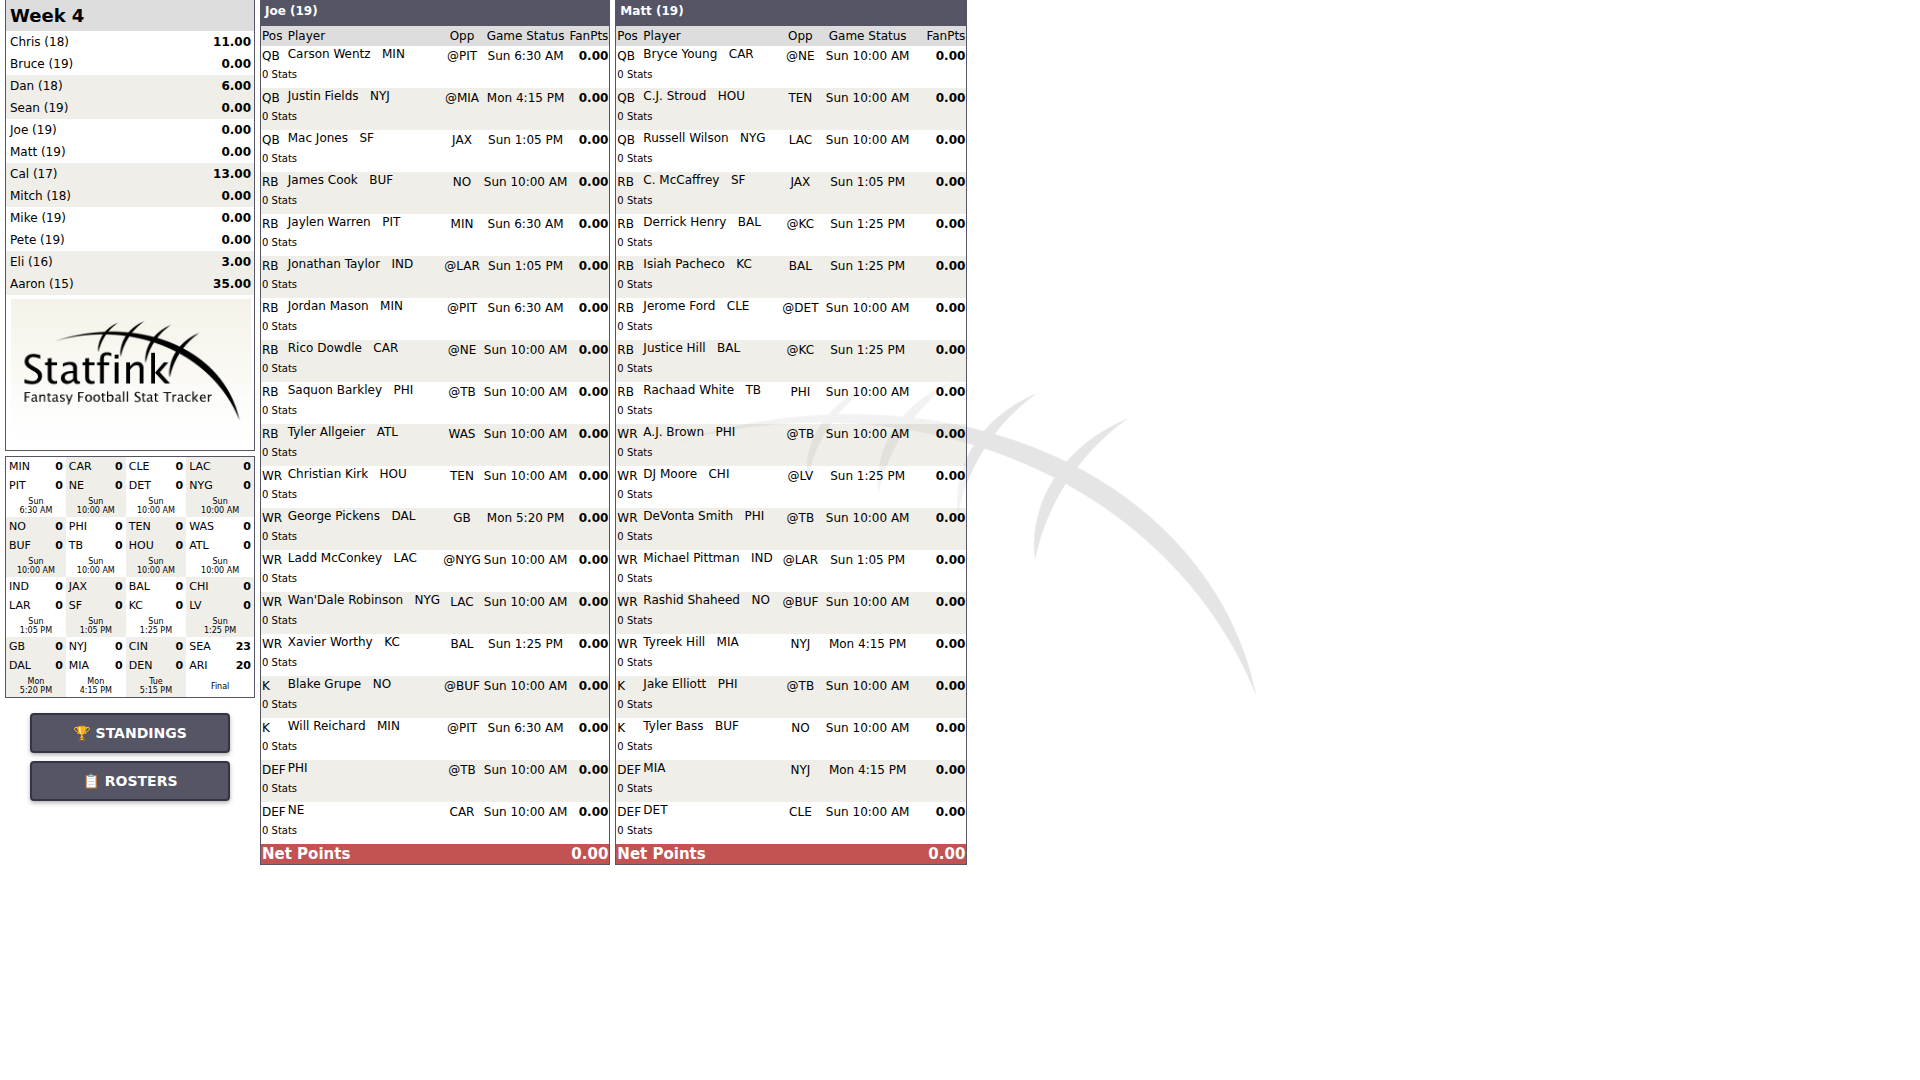 Week 4
Chris (18) 11.00
Bruce (19) 0.00
Dan (18) 6.00
Sean (19) 0.00
Joe (19) 0.00
Matt (19) 0.00
Cal (17) 13.00
Mitch (18) 0.00
Mike (19) 0.00
Pete (19) 0.00
Eli (16) 3.00
Aaron (15) 35.00
Statfink
Fantasy Football Stat Tracker
MIN 0 CAR 0 CLE 0 LAC 0
PIT 0 NE 0 DET 0 NYG 0
Sun Sun Sun Sun
6:30 AM 10:00 AM 10:00 AM 10:00 AM
NO 0 PHI 0 TEN 0 WAS 0
BUF 0 TB 0 HOU 0 ATL 0
Sun Sun Sun Sun
10:00 AM 10:00 AM 10:00 AM 10:00 AM
IND 0 JAX 0 BAL 0 CHI 0
LAR 0 SF 0 KC 0 LV 0
Sun Sun Sun Sun
1:05 PM 1:05 PM 1:25 PM 1:25 PM
GB 0 NYJ 0 CIN 0 SEA 23
DAL 0 MIA 0 DEN 0 ARI 20
Mon Mon Tue Final
5:20 PM 4:15 PM 5:15 PM
🏆 STANDINGS
📋 ROSTERS
Joe (19)
Pos Player Opp Game Status FanPts
QB Carson Wentz MIN @PIT Sun 6:30 AM 0.00
0 Stats
QB Justin Fields NYJ @MIA Mon 4:15 PM 0.00
0 Stats
QB Mac Jones SF JAX Sun 1:05 PM 0.00
0 Stats
RB James Cook BUF NO Sun 10:00 AM 0.00
0 Stats
RB Jaylen Warren PIT MIN Sun 6:30 AM 0.00
0 Stats
RB Jonathan Taylor IND @LAR Sun 1:05 PM 0.00
0 Stats
RB Jordan Mason MIN @PIT Sun 6:30 AM 0.00
0 Stats
RB Rico Dowdle CAR @NE Sun 10:00 AM 0.00
0 Stats
RB Saquon Barkley PHI @TB Sun 10:00 AM 0.00
0 Stats
RB Tyler Allgeier ATL WAS Sun 10:00 AM 0.00
0 Stats
WR Christian Kirk HOU TEN Sun 10:00 AM 0.00
0 Stats
WR George Pickens DAL GB Mon 5:20 PM 0.00
0 Stats
WR Ladd McConkey LAC @NYG Sun 10:00 AM 0.00
0 Stats
WR Wan'Dale Robinson NYG LAC Sun 10:00 AM 0.00
0 Stats
WR Xavier Worthy KC BAL Sun 1:25 PM 0.00
0 Stats
K Blake Grupe NO @BUF Sun 10:00 AM 0.00
0 Stats
K Will Reichard MIN @PIT Sun 6:30 AM 0.00
0 Stats
DEF PHI @TB Sun 10:00 AM 0.00
0 Stats
DEF NE CAR Sun 10:00 AM 0.00
0 Stats
Net Points 0.00
Matt (19)
Pos Player Opp Game Status FanPts
QB Bryce Young CAR @NE Sun 10:00 AM 0.00
0 Stats
QB C.J. Stroud HOU TEN Sun 10:00 AM 0.00
0 Stats
QB Russell Wilson NYG LAC Sun 10:00 AM 0.00
0 Stats
RB C. McCaffrey SF JAX Sun 1:05 PM 0.00
0 Stats
RB Derrick Henry BAL @KC Sun 1:25 PM 0.00
0 Stats
RB Isiah Pacheco KC BAL Sun 1:25 PM 0.00
0 Stats
RB Jerome Ford CLE @DET Sun 10:00 AM 0.00
0 Stats
RB Justice Hill BAL @KC Sun 1:25 PM 0.00
0 Stats
RB Rachaad White TB PHI Sun 10:00 AM 0.00
0 Stats
WR A.J. Brown PHI @TB Sun 10:00 AM 0.00
0 Stats
WR DJ Moore CHI @LV Sun 1:25 PM 0.00
0 Stats
WR DeVonta Smith PHI @TB Sun 10:00 AM 0.00
0 Stats
WR Michael Pittman IND @LAR Sun 1:05 PM 0.00
0 Stats
WR Rashid Shaheed NO @BUF Sun 10:00 AM 0.00
0 Stats
WR Tyreek Hill MIA NYJ Mon 4:15 PM 0.00
0 Stats
K Jake Elliott PHI @TB Sun 10:00 AM 0.00
0 Stats
K Tyler Bass BUF NO Sun 10:00 AM 0.00
0 Stats
DEF MIA NYJ Mon 4:15 PM 0.00
0 Stats
DEF DET CLE Sun 10:00 AM 0.00
0 Stats
Net Points 0.00